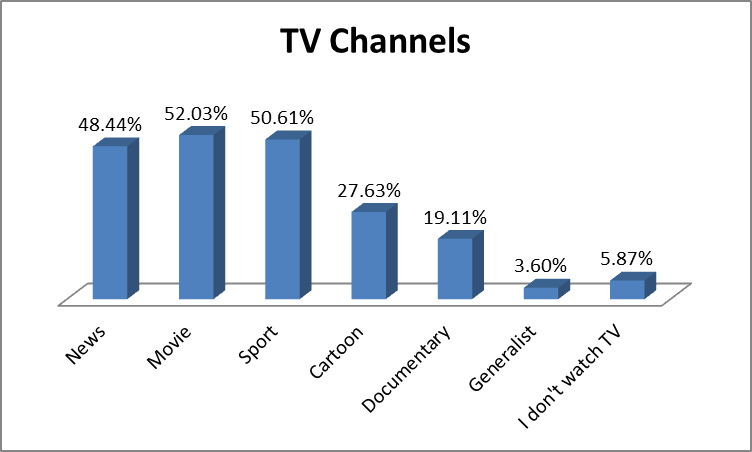 TV Channels
48.44%
52.03%
50.61%
27.63%
19.11%
3.60%
5.87%
News
Movie
Sport
Cartoon
Documentary
Generalist
I don't watch TV